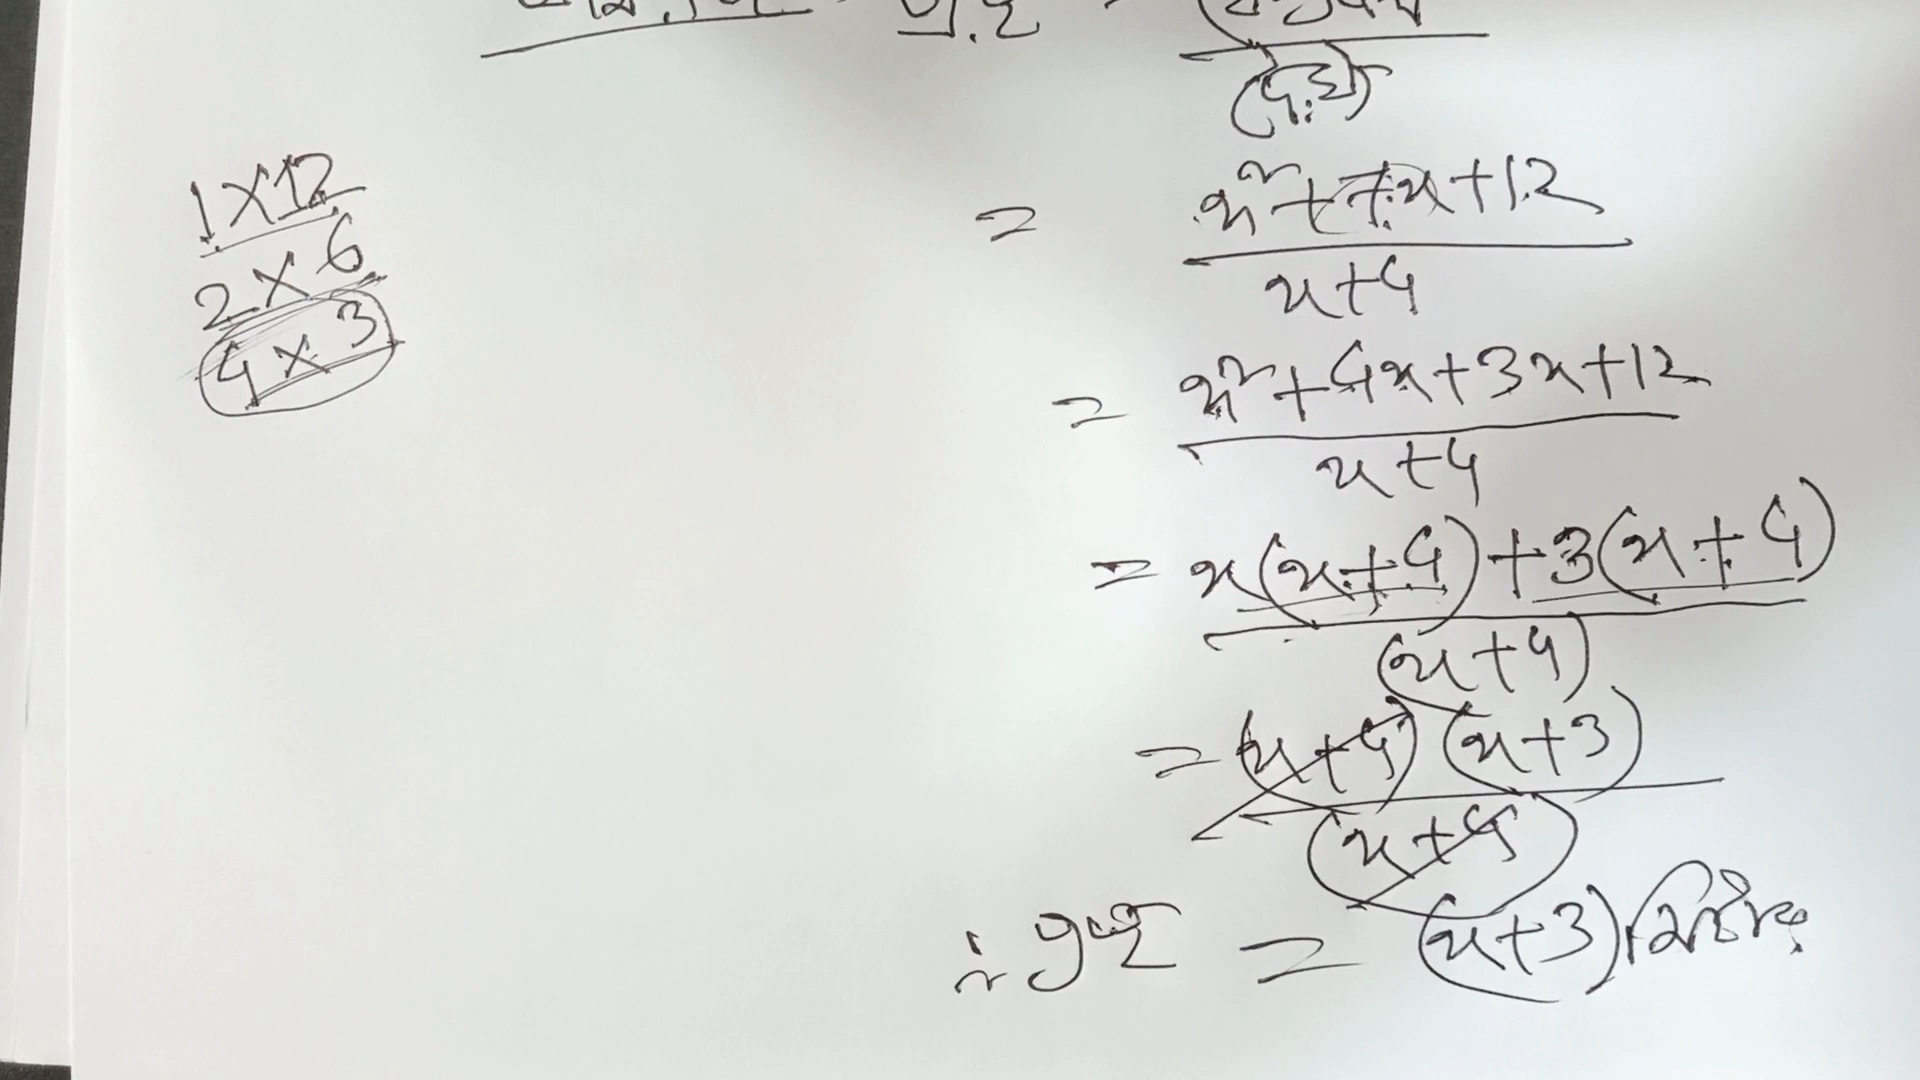 = (দৈ.র্ঘ্য)
1×12
2×6
4×3
= x²+7x+12 / x+4
= x²+4x+3x+12 / x+4
= x(x+4)+3(x+4) / (x+4)
= (x+4)(x+3) / (x+4)
∴ প্রস্থ = (x+3) মিটার